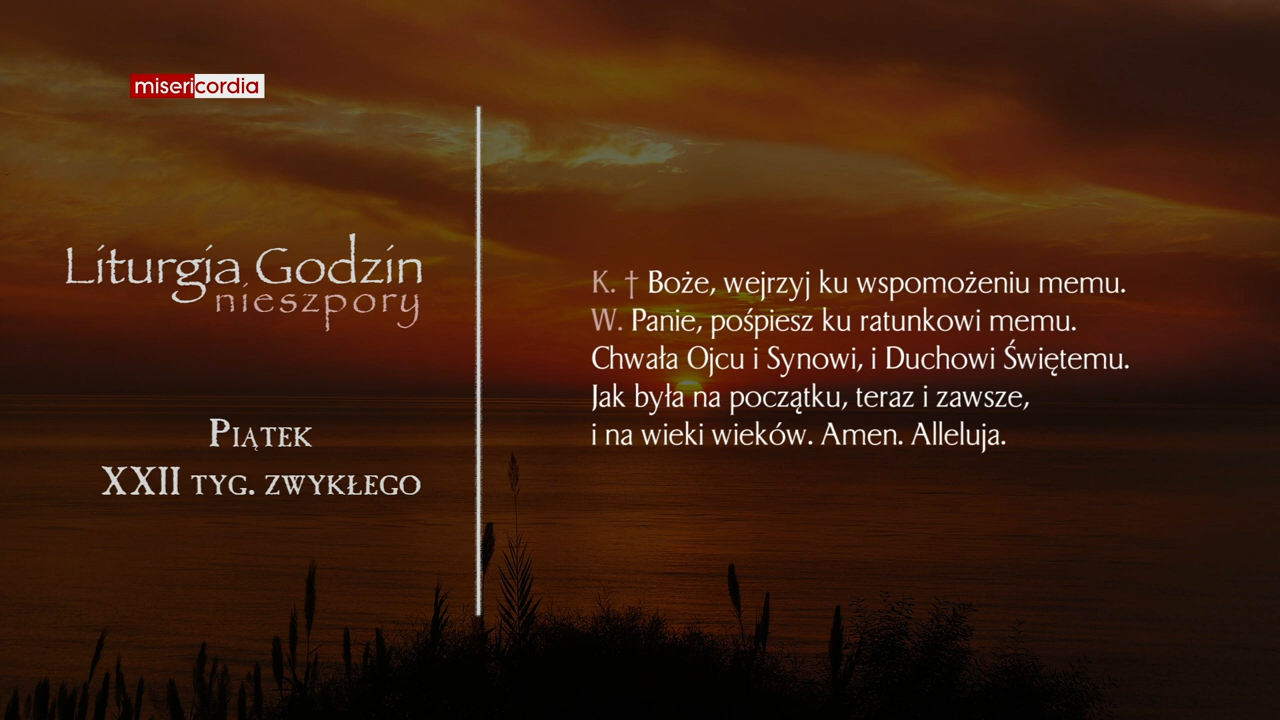 misericordia
Liturgia Godzin
nieszpory
Piątek
XXII tyg. zwykłego
K. † Boże, wejrzyj ku wspomożeniu memu.
W. Panie, pośpiesz ku ratunkowi memu.
Chwała Ojcu i Synowi, i Duchowi Świętemu.
Jak była na początku, teraz i zawsze,
i na wieki wieków. Amen. Alleluja.